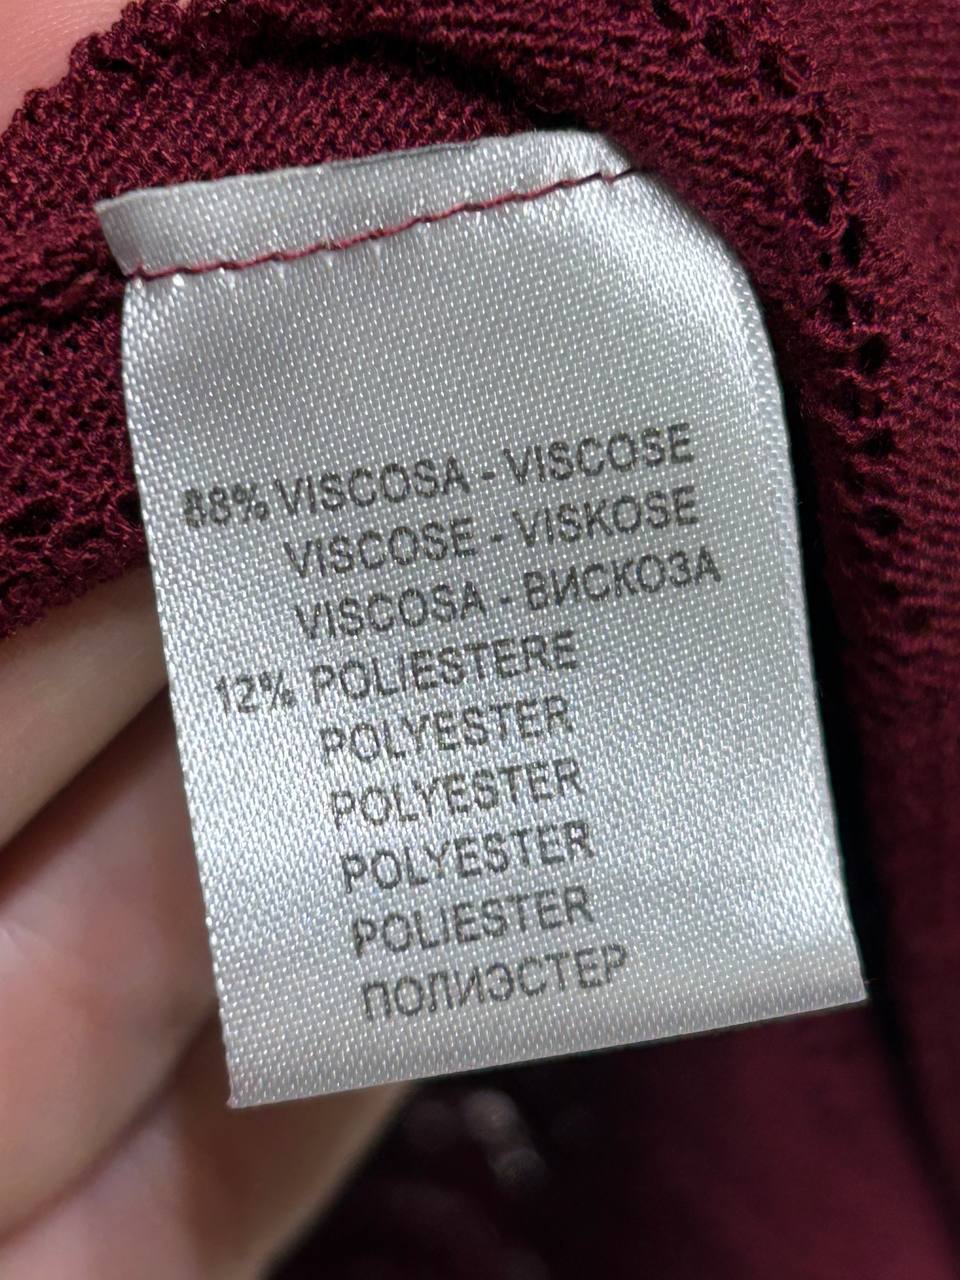 88% VISCOSA - VISCOSE
VISCOSE - VISKOSE
VISCOSA - ВИСКОЗА
12% POLIESTERE
POLYESTER
POLYESTER
POLYESTER
POLIESTER
ПОЛИЭСТЕР